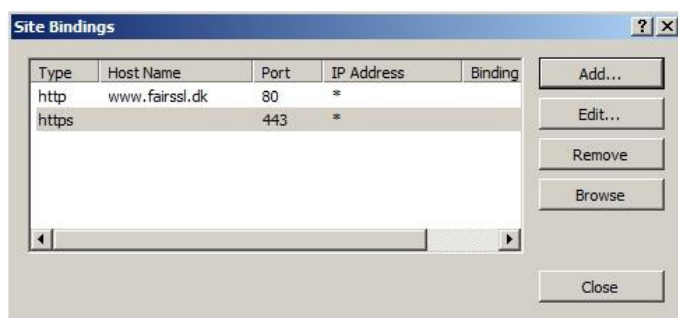 Site Bindings
Type Host Name Port IP Address Binding
http www.fairssl.dk 80 *
https 443 *
Add...
Edit...
Remove
Browse
Close